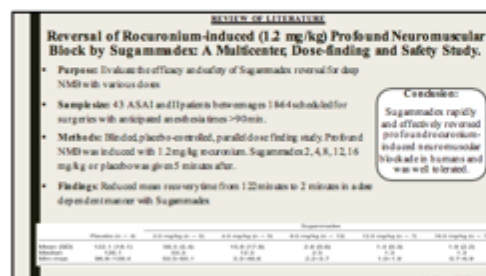 REVIEW OF LITERATURE
Reversal of Rocuronium-induced (1.2 mg/kg) Profound Neuromuscular
Block by Sugammadex: A Multicenter, Dose-finding and Safety Study.
• Purpose: Evaluate the efficacy and safety of Sugammadex reversal for deep
NMB with various doses
• Sample size: 43 ASA I and II patients between ages 18-64 scheduled for
surgeries with anticipated anesthesia times >90min.
• Methods: Blinded, placebo-controlled, parallel dose finding study. Profound
NMB was induced with 1.2mg/kg rocuronium. Sugammadex 2, 4, 8, 12, 16
mg/kg or placebo was given 5 minutes after.
• Findings: Reduced mean recovery time from 122 minutes to 2 minutes in a dose
dependent manner with Sugammadex
Conclusion:
Sugammadex rapidly
and effectively reversed
profound rocuronium-
induced neuromuscular
blockade in humans and
was well tolerated.
Sugammadex
Mean (SD)
Median